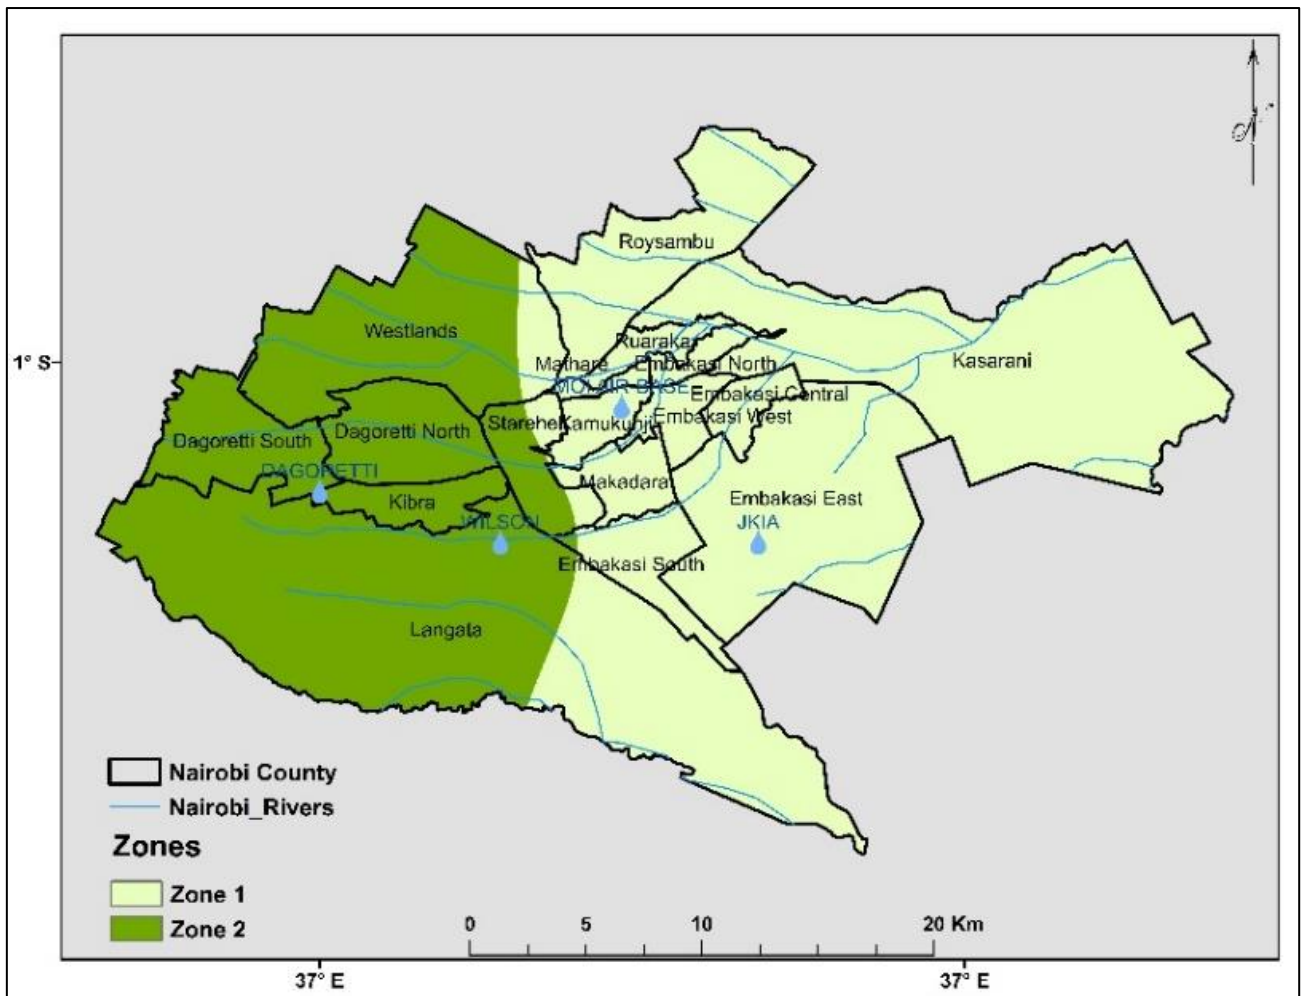 N
Roysambu
Westlands
Ruaraka
1° S
Mathare
Embakasi North
Kasarani
MOI AIR BASE
Embakasi Central
Starehe
Kamukunji
Embakasi West
Dagoretti South
Dagoretti North
DAGORETTI
Makadara
Kibra
Embakasi East
WILSON
JKIA
Embakasi South
Langata
Nairobi County
Nairobi_Rivers
Zones
Zone 1
Zone 2
0 5 10 20 Km
37° E 37° E